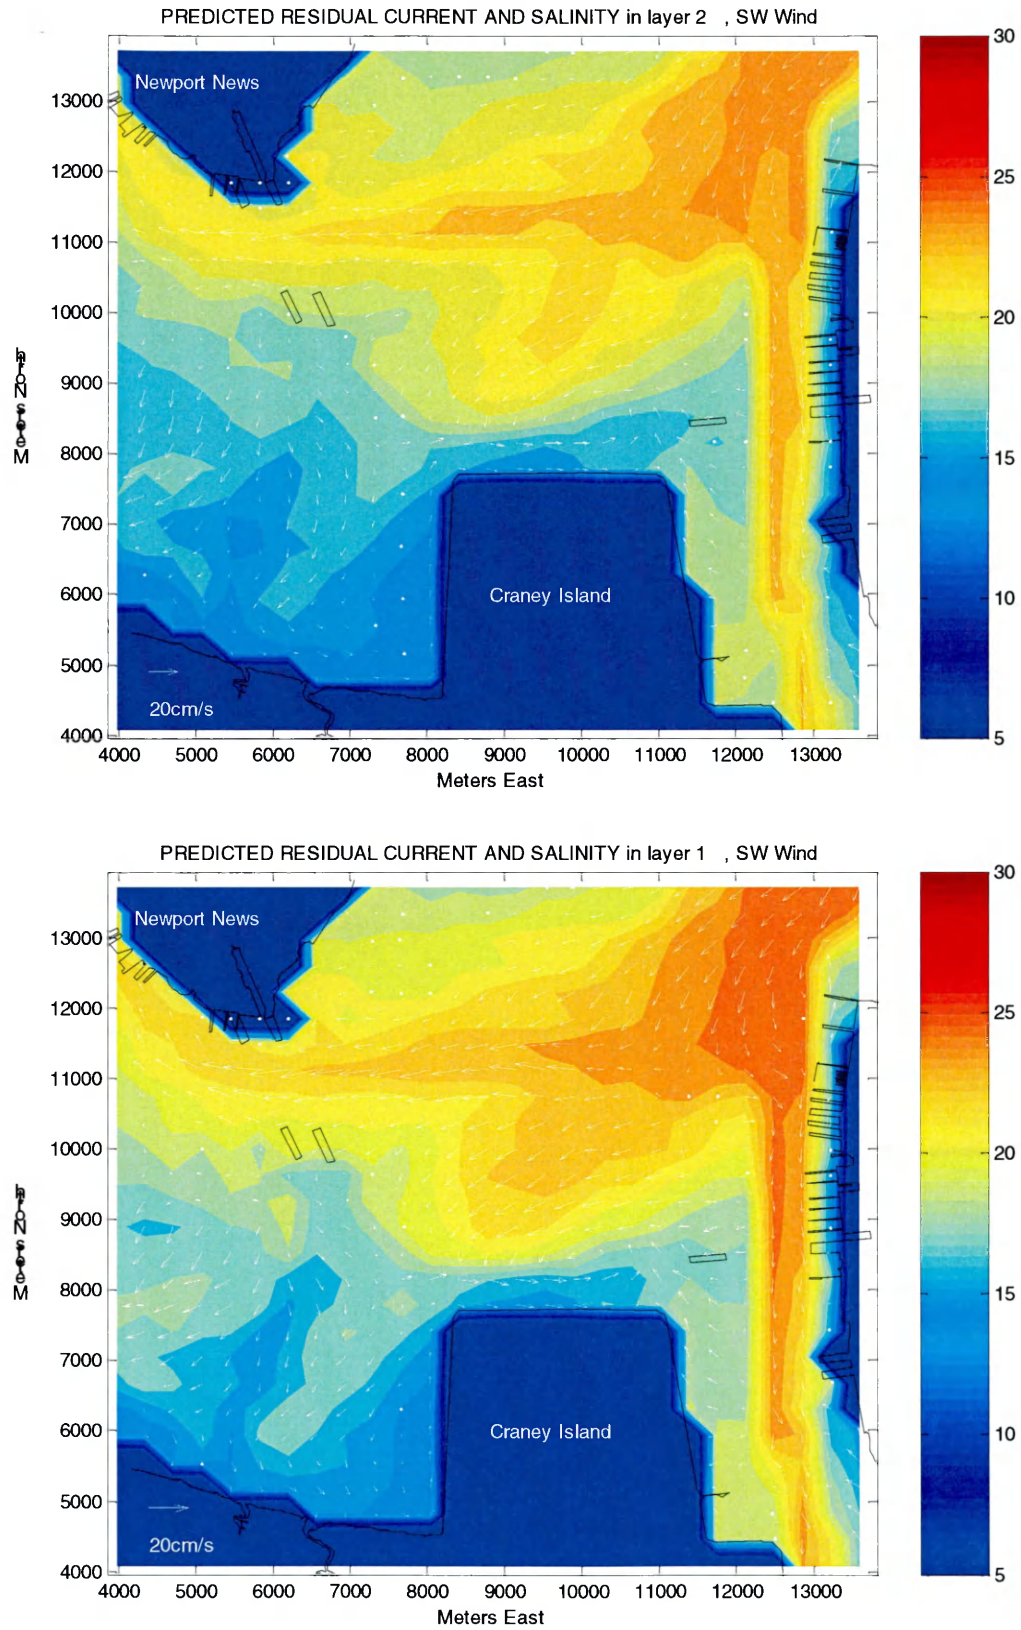 PREDICTED RESIDUAL CURRENT AND SALINITY in layer 2 , SW Wind
Newport News
Craney Island
20cm/s
13000
12000
11000
10000
9000
8000
7000
6000
5000
4000
4000 5000 6000 7000 8000 9000 10000 11000 12000 13000
Meters East
Meters North
30
25
20
15
10
5
PREDICTED RESIDUAL CURRENT AND SALINITY in layer 1 , SW Wind
Newport News
Craney Island
20cm/s
13000
12000
11000
10000
9000
8000
7000
6000
5000
4000
4000 5000 6000 7000 8000 9000 10000 11000 12000 13000
Meters East
Meters North
30
25
20
15
10
5